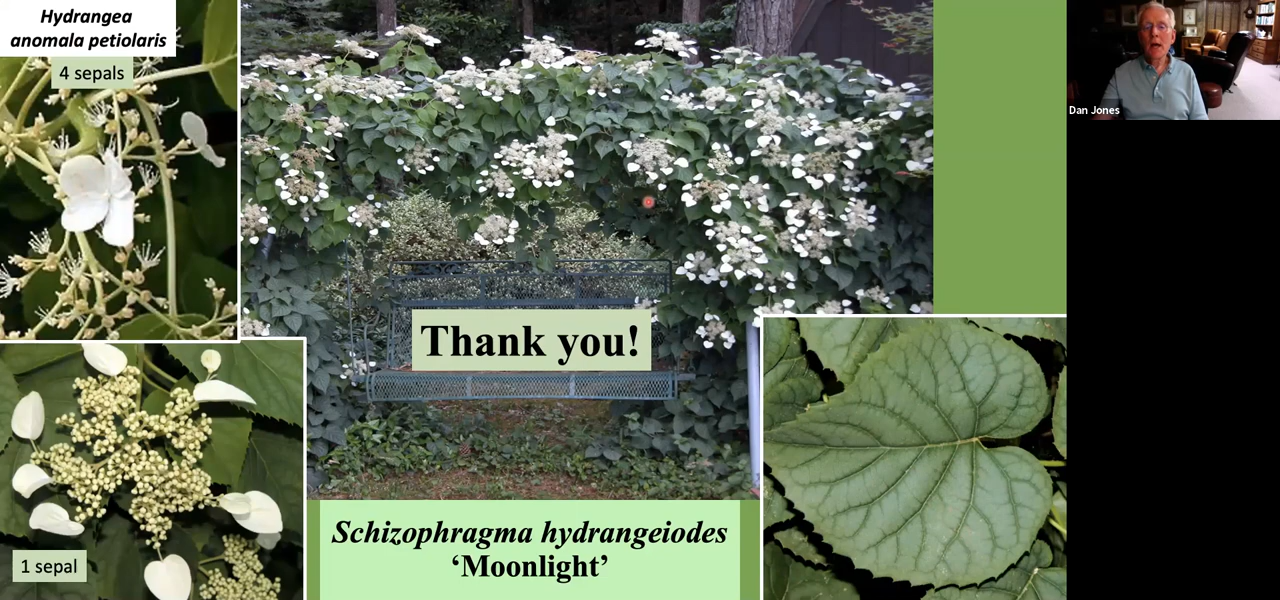 Hydrangea
anomala petiolaris
4 sepals
Dan Jones
Thank you!
Schizophragma hydrangeiodes
‘Moonlight’
1 sepal